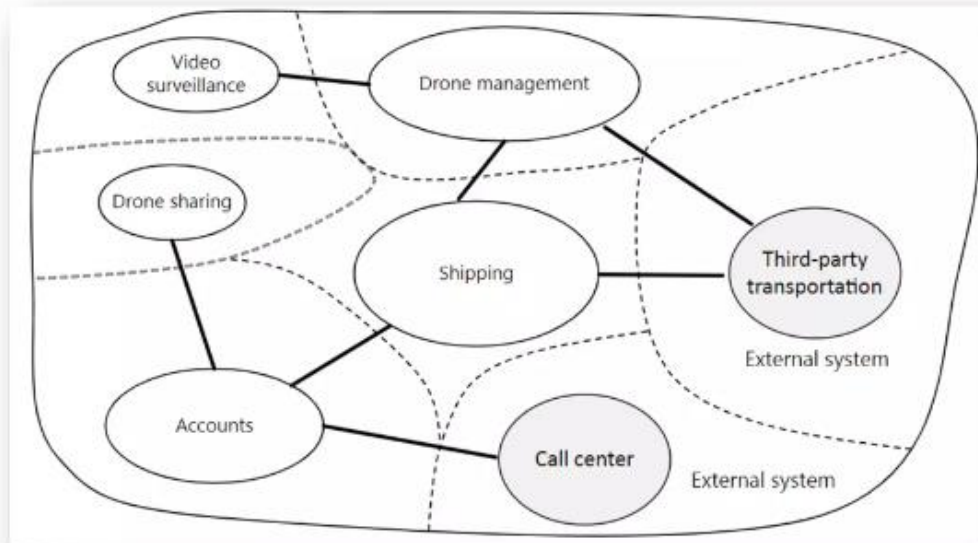 Video
surveillance
Drone management
Drone sharing
Shipping
Third-party
transportation
External system
Accounts
Call center
External system